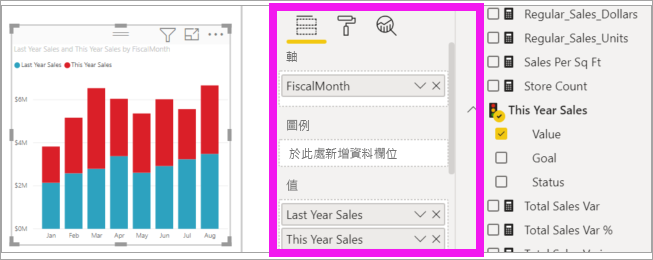 Last Year Sales and This Year Sales by FiscalMonth
Last Year Sales This Year Sales
$6M
$4M
$2M
$0M
Jan Feb Mar Apr May Jun Jul Aug
軸
FiscalMonth
圖例
於此處新增資料欄位
值
Last Year Sales
This Year Sales
Regular_Sales_Dollars
Regular_Sales_Units
Sales Per Sq Ft
Store Count
This Year Sales
Value
Goal
Status
Total Sales Var
Total Sales Var %